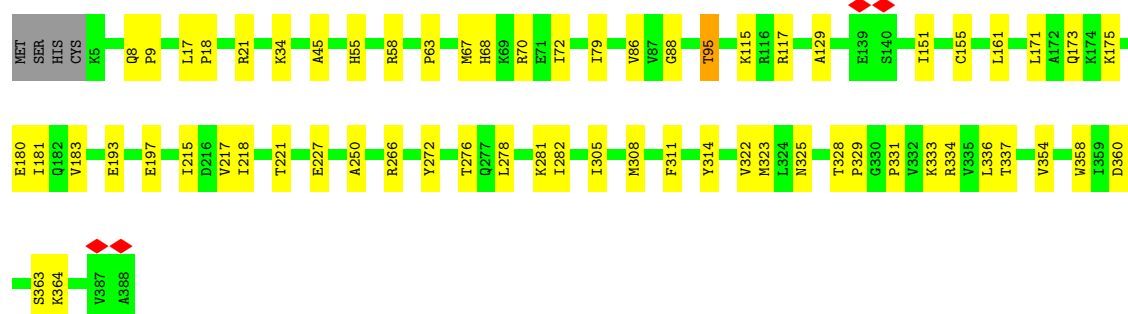 MET SER HIS CYS K5 Q8 P9 L17 P18 R21 K34 A45 H55 R58 P63 M67 H68 K69 R70 E71 I72 I79 V86 V87 G88 T95 K115 R116 R117 A129 E139 S140 I151 C155 L161 L171 A172 Q173 K174 K175
E180 I181 Q182 V183 E193 E197 I215 D216 V217 I218 T221 E227 A250 R266 Y272 T276 Q277 L278 K281 I282 I305 M308 F311 Y314 V322 M323 L324 N325 T328 P329 G330 P331 V332 K333 R334 V335 L336 T337 V354 W358 I359 D360
S363 K364 V387 A388